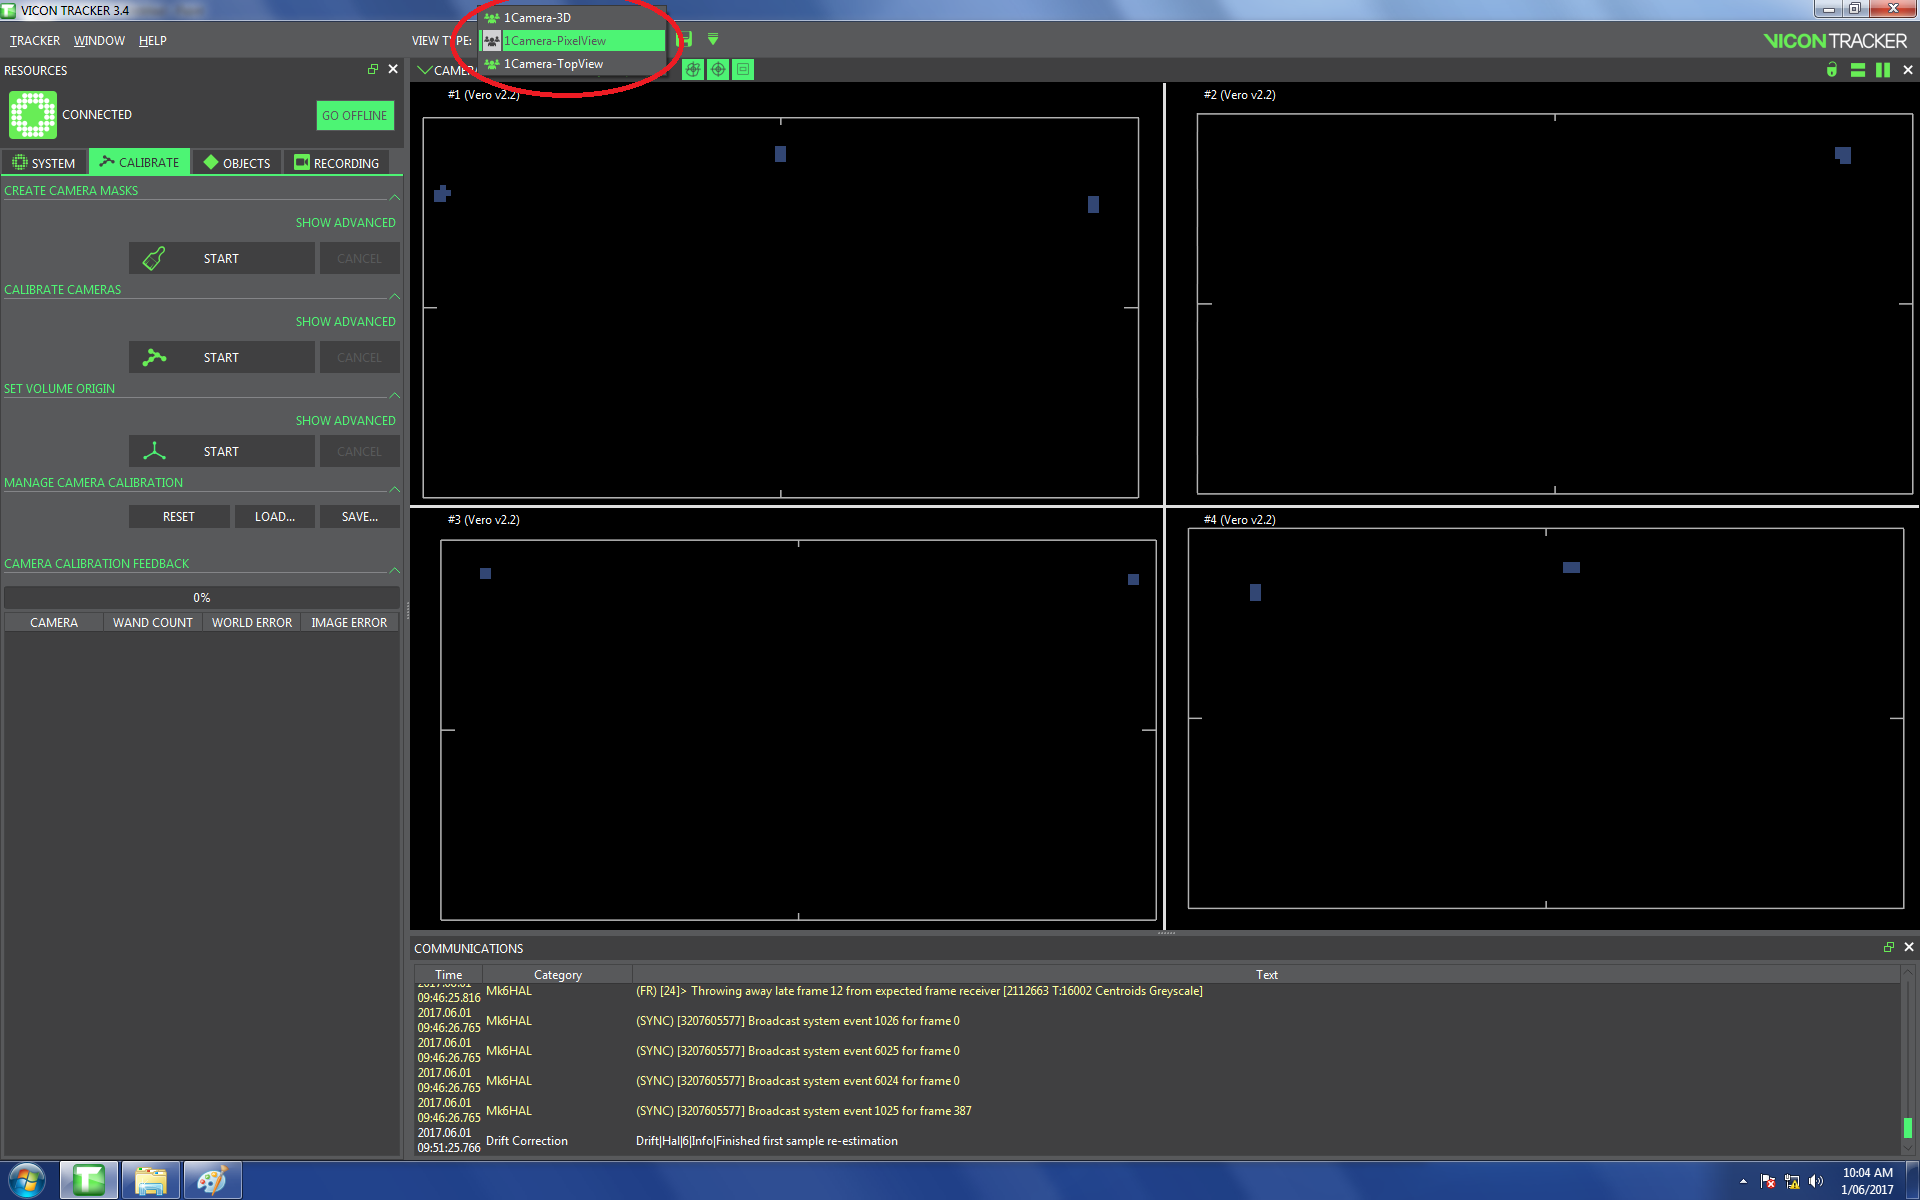 VICON TRACKER 3.4
TRACKER WINDOW HELP
VIEW TYPE:
1Camera-3D
1Camera-PixelView
1Camera-TopView
VICON TRACKER
RESOURCES
CAMERA
CONNECTED
GO OFFLINE
SYSTEM CALIBRATE OBJECTS RECORDING
CREATE CAMERA MASKS
SHOW ADVANCED
START CANCEL
CALIBRATE CAMERAS
SHOW ADVANCED
START CANCEL
SET VOLUME ORIGIN
SHOW ADVANCED
START CANCEL
MANAGE CAMERA CALIBRATION
RESET LOAD... SAVE...
CAMERA CALIBRATION FEEDBACK
0%
CAMERA WAND COUNT WORLD ERROR IMAGE ERROR
#1 (Vero v2.2)
#2 (Vero v2.2)
#3 (Vero v2.2)
#4 (Vero v2.2)
COMMUNICATIONS
Time Category Text
2017.06.01
09:46:25.816 Mk6HAL (FR) [24]> Throwing away late frame 12 from expected frame receiver [2112663 T:16002 Centroids Greyscale]
2017.06.01
09:46:26.765 Mk6HAL (SYNC) [3207605577] Broadcast system event 1026 for frame 0
2017.06.01
09:46:26.765 Mk6HAL (SYNC) [3207605577] Broadcast system event 6025 for frame 0
2017.06.01
09:46:26.765 Mk6HAL (SYNC) [3207605577] Broadcast system event 6024 for frame 0
2017.06.01
09:46:26.765 Mk6HAL (SYNC) [3207605577] Broadcast system event 1025 for frame 387
2017.06.01
09:51:25.766 Drift Correction Drift|Hal|6|Info|Finished first sample re-estimation
10:04 AM
1/06/2017